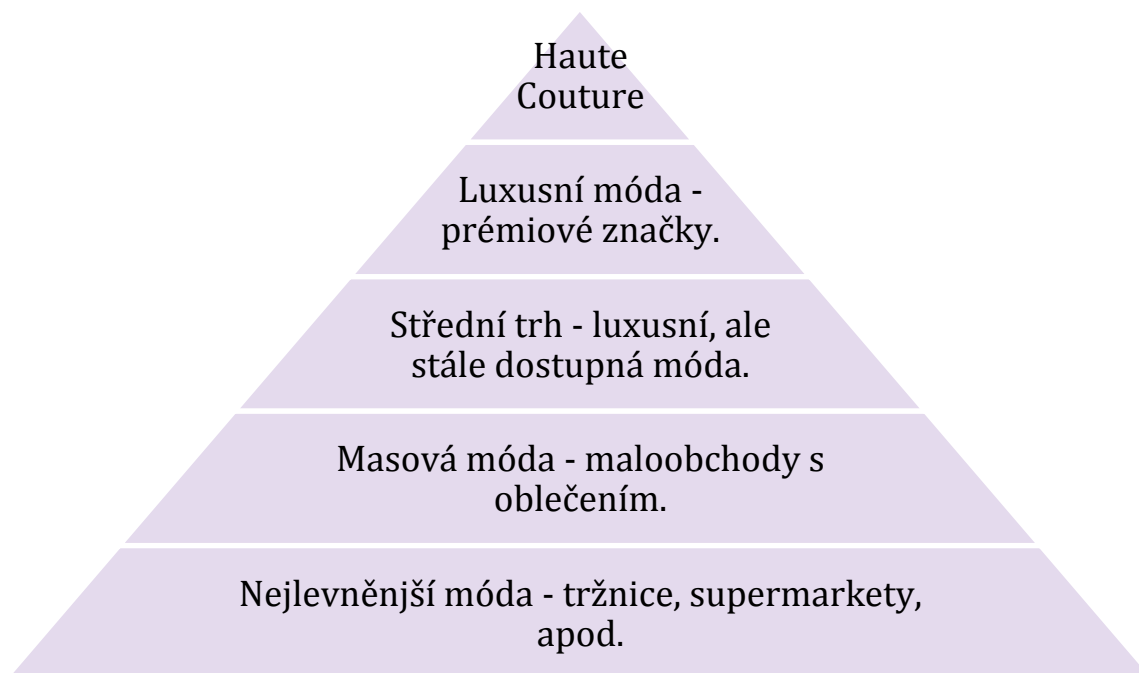 Haute
Couture
Luxusní móda -
prémiové značky.
Střední trh - luxusní, ale
stále dostupná móda.
Masová móda - maloobchody s
oblečením.
Nejlevněnjší móda - tržnice, supermarkety,
apod.